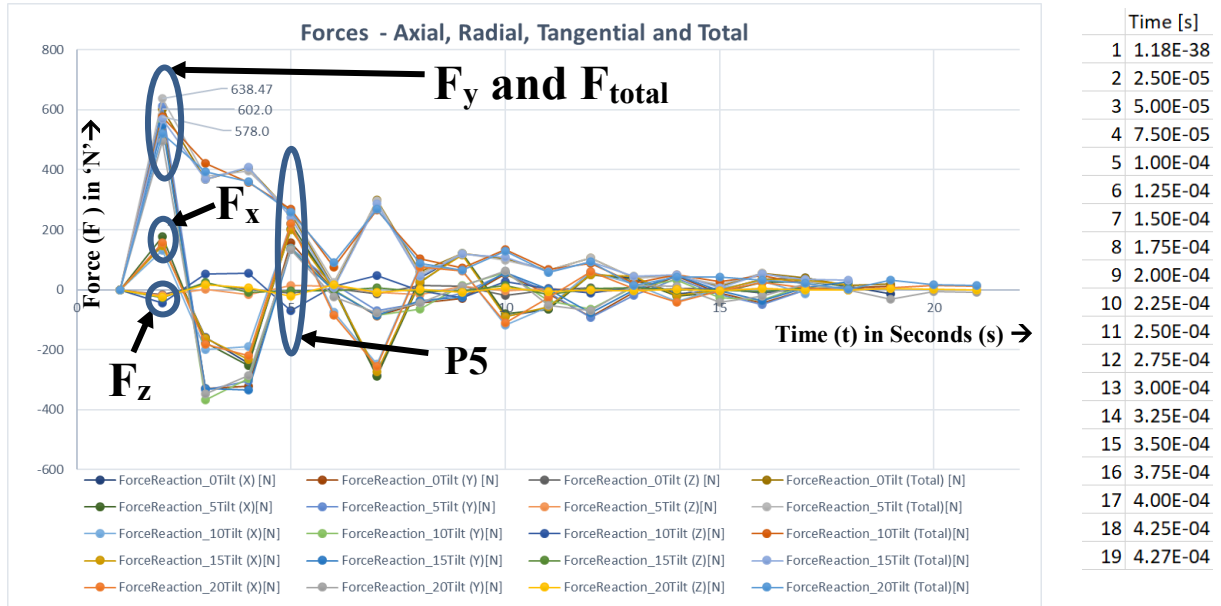 Forces - Axial, Radial, Tangential and Total
800
600
400
200
0
-200
-400
-600
Force (F ) in ‘N’→
638.47
602.0
578.0
F_y and F_total
F_x
F_z
P5
0
5
10
15
20
Time (t) in Seconds (s) →
ForceReaction_0Tilt (X) [N] ForceReaction_0Tilt (Y) [N] ForceReaction_0Tilt (Z) [N] ForceReaction_0Tilt (Total) [N]
ForceReaction_5Tilt (X)[N] ForceReaction_5Tilt (Y)[N] ForceReaction_5Tilt (Z)[N] ForceReaction_5Tilt (Total)[N]
ForceReaction_10Tilt (X)[N] ForceReaction_10Tilt (Y)[N] ForceReaction_10Tilt (Z)[N] ForceReaction_10Tilt (Total)[N]
ForceReaction_15Tilt (X)[N] ForceReaction_15Tilt (Y)[N] ForceReaction_15Tilt (Z)[N] ForceReaction_15Tilt (Total)[N]
ForceReaction_20Tilt (X)[N] ForceReaction_20Tilt (Y)[N] ForceReaction_20Tilt (Z)[N] ForceReaction_20Tilt (Total)[N]
Time [s]
1 1.18E-38
2 2.50E-05
3 5.00E-05
4 7.50E-05
5 1.00E-04
6 1.25E-04
7 1.50E-04
8 1.75E-04
9 2.00E-04
10 2.25E-04
11 2.50E-04
12 2.75E-04
13 3.00E-04
14 3.25E-04
15 3.50E-04
16 3.75E-04
17 4.00E-04
18 4.25E-04
19 4.27E-04